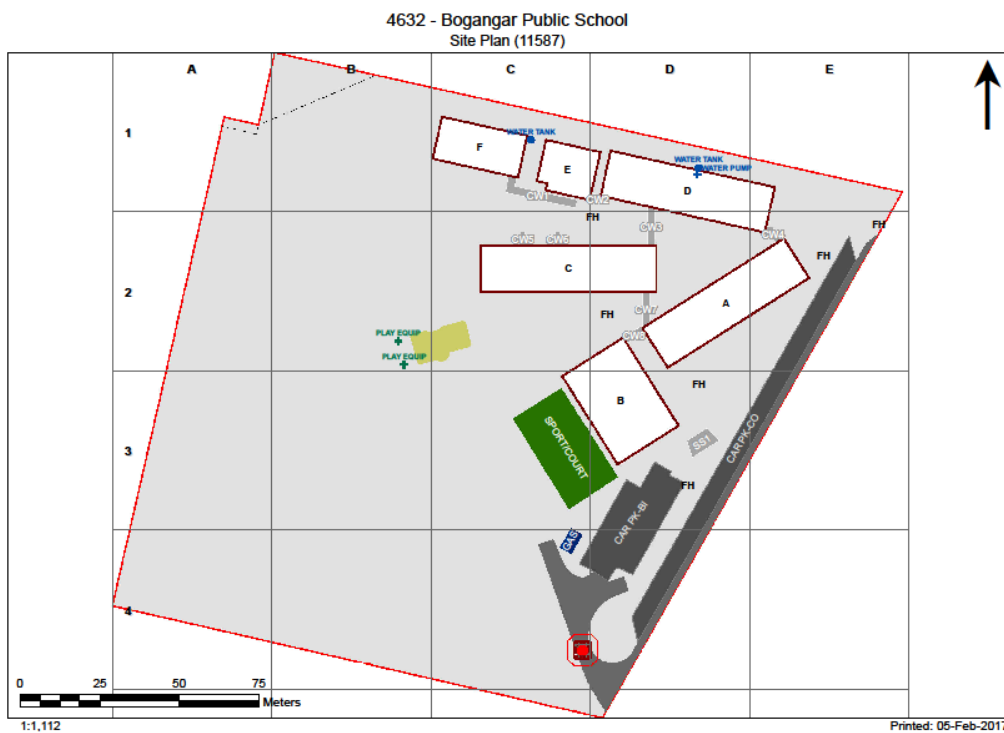 4632 - Bogangar Public School
Site Plan (11587)
A B C D E
1
WATER TANK
F
E
WATER TANK
WATER PUMP
D
CW1
CW2
FH
CW3
FH
CW4
CW5 CW6
FH
C
2
A
CW7
FH
CW8
PLAY EQUIP
PLAY EQUIP
FH
B
3
SPORT/COURT
SS1
CAR PK-CO
FH
CAR PK-BI
GAS
4
0 25 50 75
Meters
1:1,112
Printed: 05-Feb-2017